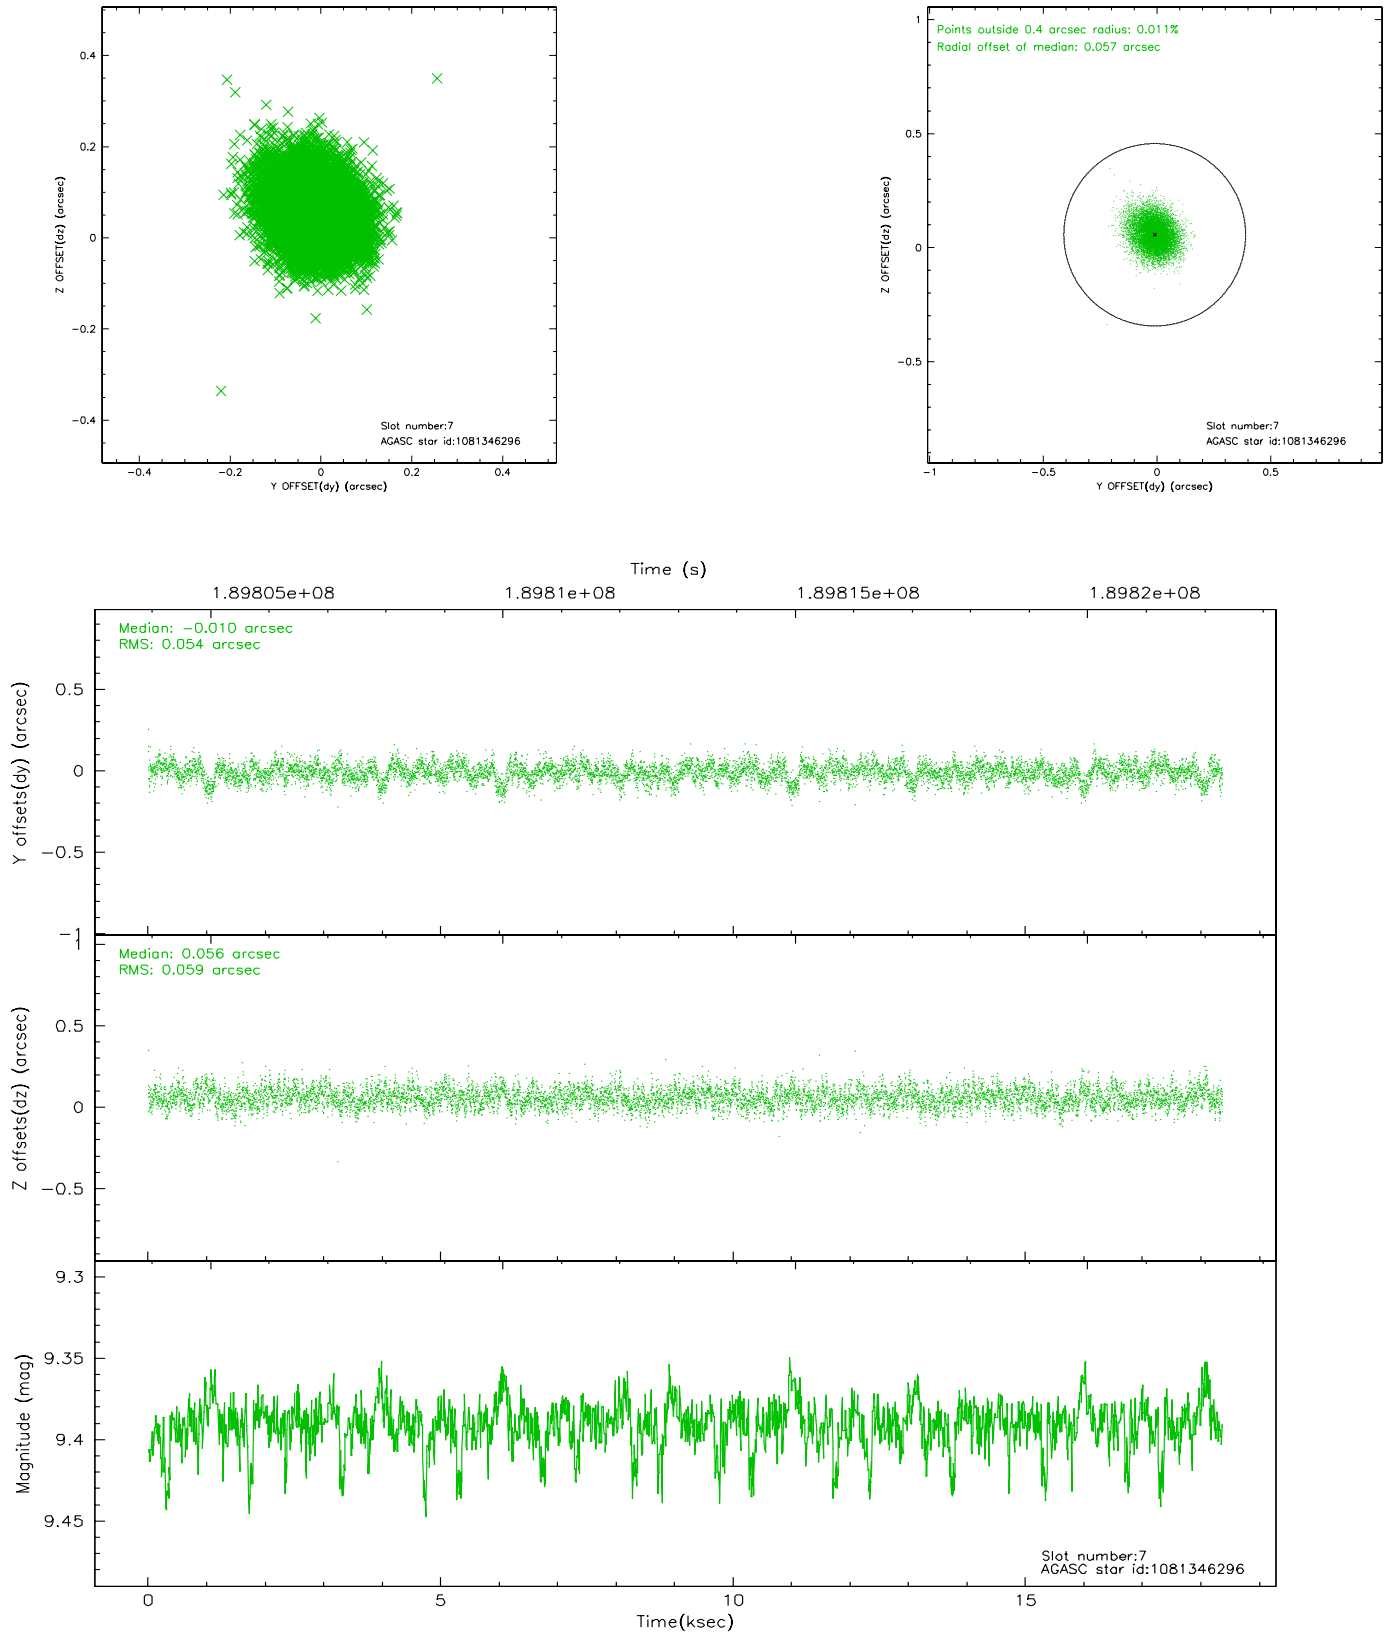 0.4
0.2
0
−0.2
−0.4
Z OFFSET(dz) (arcsec)
Slot number:7
AGASC star id:1081346296
−0.4 −0.2 0 0.2 0.4
Y OFFSET(dy) (arcsec)
Points outside 0.4 arcsec radius: 0.011%
Radial offset of median: 0.057 arcsec
1
0.5
0
−0.5
Z OFFSET(dz) (arcsec)
Slot number:7
AGASC star id:1081346296
−1 −0.5 0 0.5
Y OFFSET(dy) (arcsec)
Time (s)
1.89805e+08 1.8981e+08 1.89815e+08 1.8982e+08
Median: −0.010 arcsec
RMS: 0.054 arcsec
0.5
0
−0.5
−1
Y offsets(dy) (arcsec)
Median: 0.056 arcsec
RMS: 0.059 arcsec
1
0.5
0
−0.5
Z offsets(dz) (arcsec)
9.3
9.35
9.4
9.45
Magnitude (mag)
Slot number:7
AGASC star id:1081346296
0 5 10 15
Time(ksec)